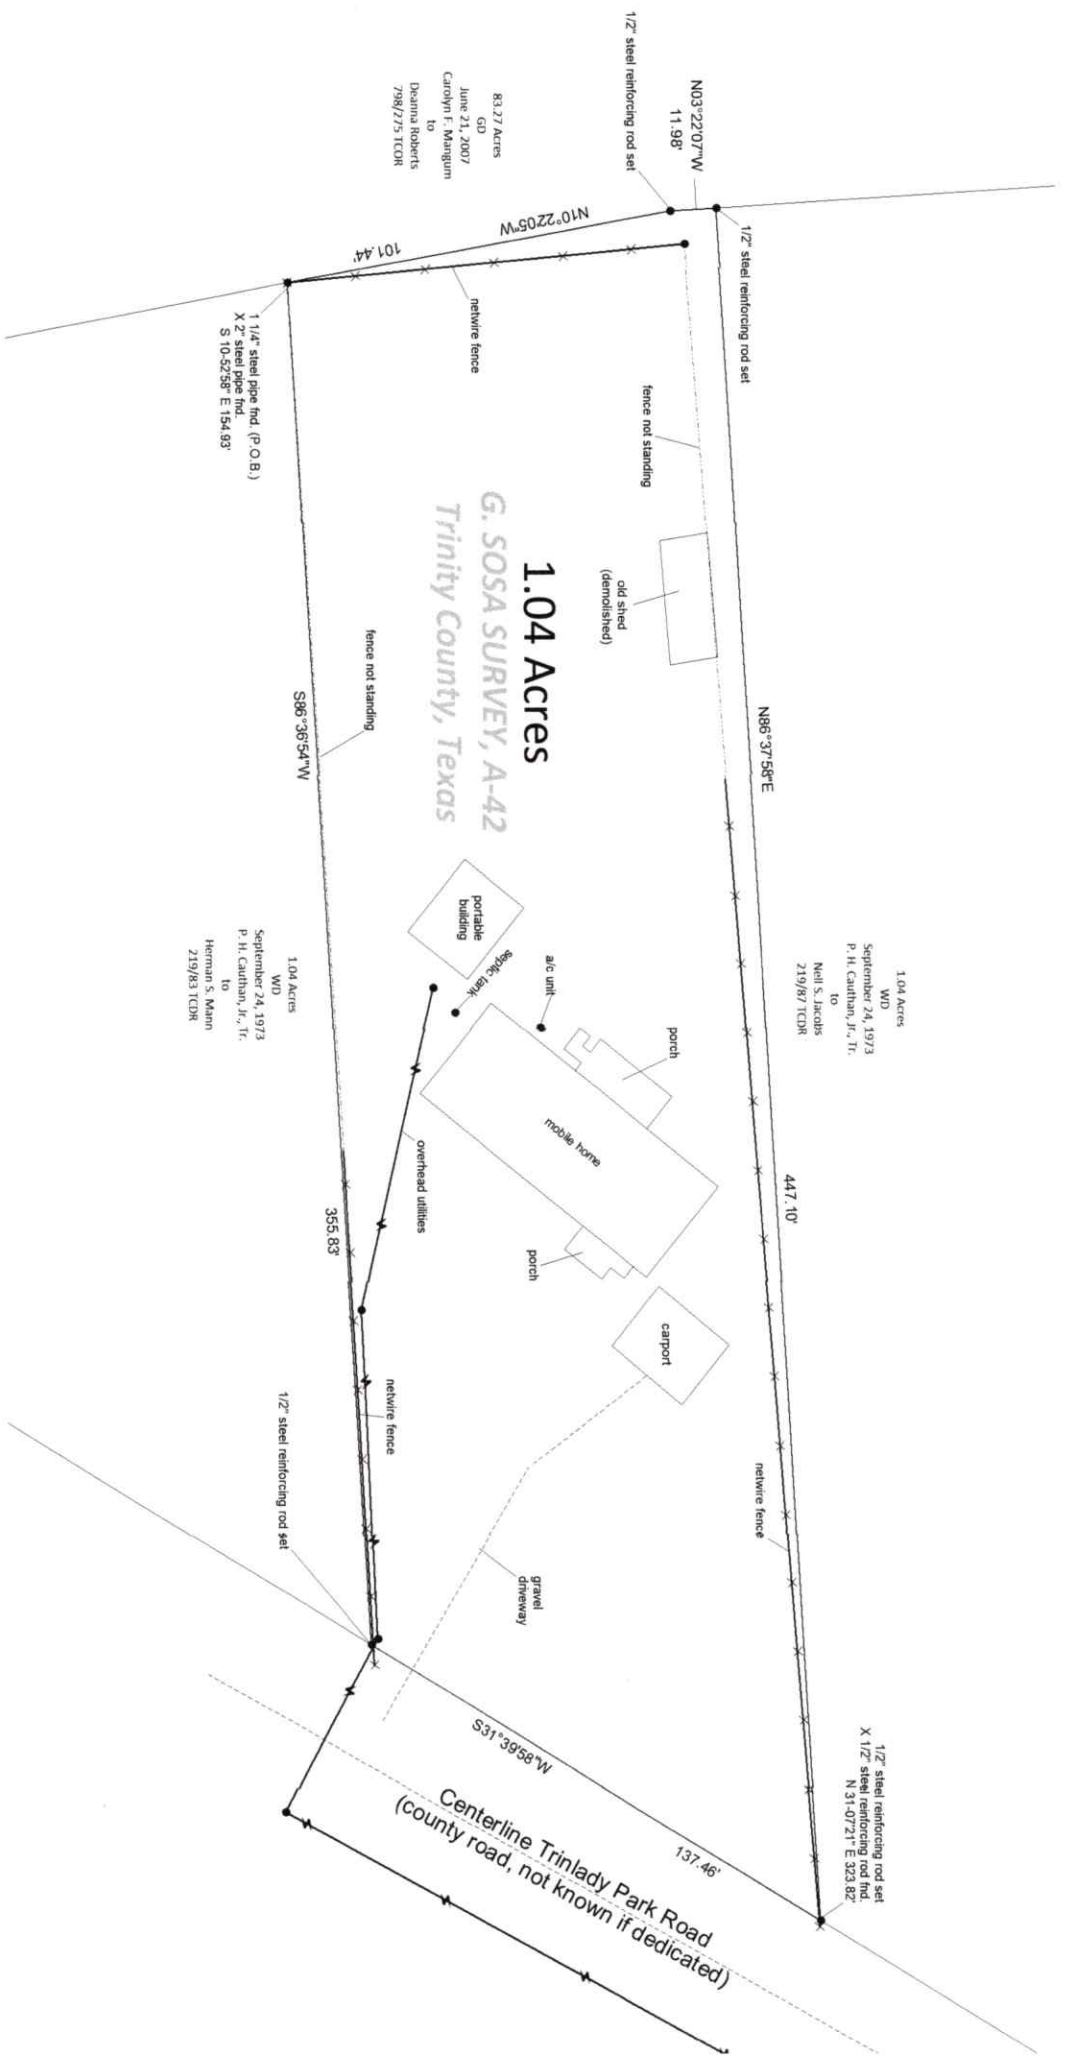 1/2" steel reinforcing rod set
N03°22'07"W
11.98'
83.27 Acres
GD
June 21, 2007
Carolyn F. Mangum
to
Deanna Roberts
798/275 TCOR
N10°22'05"W
101.44'
1/2" steel reinforcing rod set
netwire fence
1 1/4" steel pipe fnd. (P.O.B.)
X 2" steel pipe fnd.
S 10-52'58" E 154.93'
fence not standing
old shed
(demolished)
1.04 Acres
G. SOSA SURVEY, A-42
Trinity County, Texas
fence not standing
S86°36'54"W
N86°37'58"E
1.04 Acres
WD
September 24, 1973
P. H. Cauthan, Jr., Tr.
to
Nell S. Jacobs
219/87 TCDR
portable
building
septic tank
a/c unit
porch
mobile home
1.04 Acres
WD
September 24, 1973
P. H. Cauthan, Jr., Tr.
to
Herman S. Mann
219/83 TCDR
overhead utilities
porch
447.10'
355.83'
carport
netwire fence
1/2" steel reinforcing rod set
netwire fence
gravel
driveway
1/2" steel reinforcing rod set
X 1/2" steel reinforcing rod fnd.
N 31-07'21" E 323.82'
S31°39'58"W
137.46'
Centerline Trinlady Park Road
(county road, not known if dedicated)